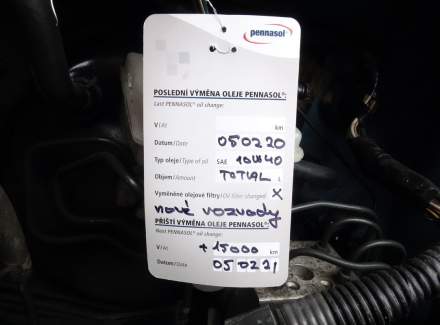 pennasol
POSLEDNÍ VÝMĚNA OLEJE PENNASOL®:
Last PENNASOL® oil change:
V / At km
Datum / Date 050220
Typ oleje / Type of oil SAE 10W40
Objem / Amount TOTAL l
Vyměněné olejové filtry / Oil filter changed X
nové rozvody
PŘÍŠTÍ VÝMĚNA OLEJE PENNASOL®:
Next PENNASOL® oil change:
V / At +15000 km
Datum / Date 050221